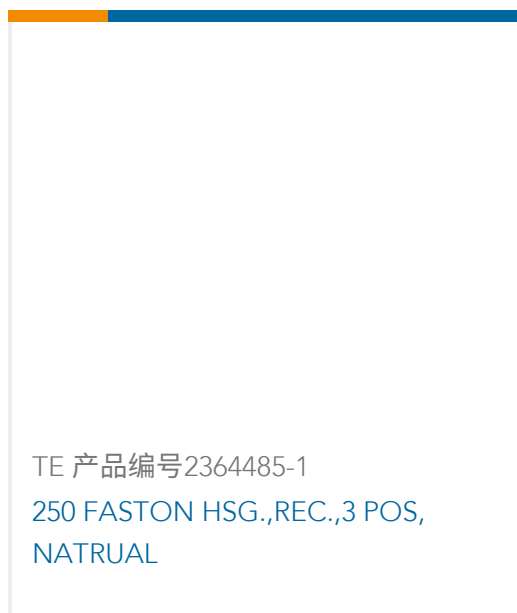 TE 产品编号2364485-1
250 FASTON HSG.,REC.,3 POS,
NATRUAL